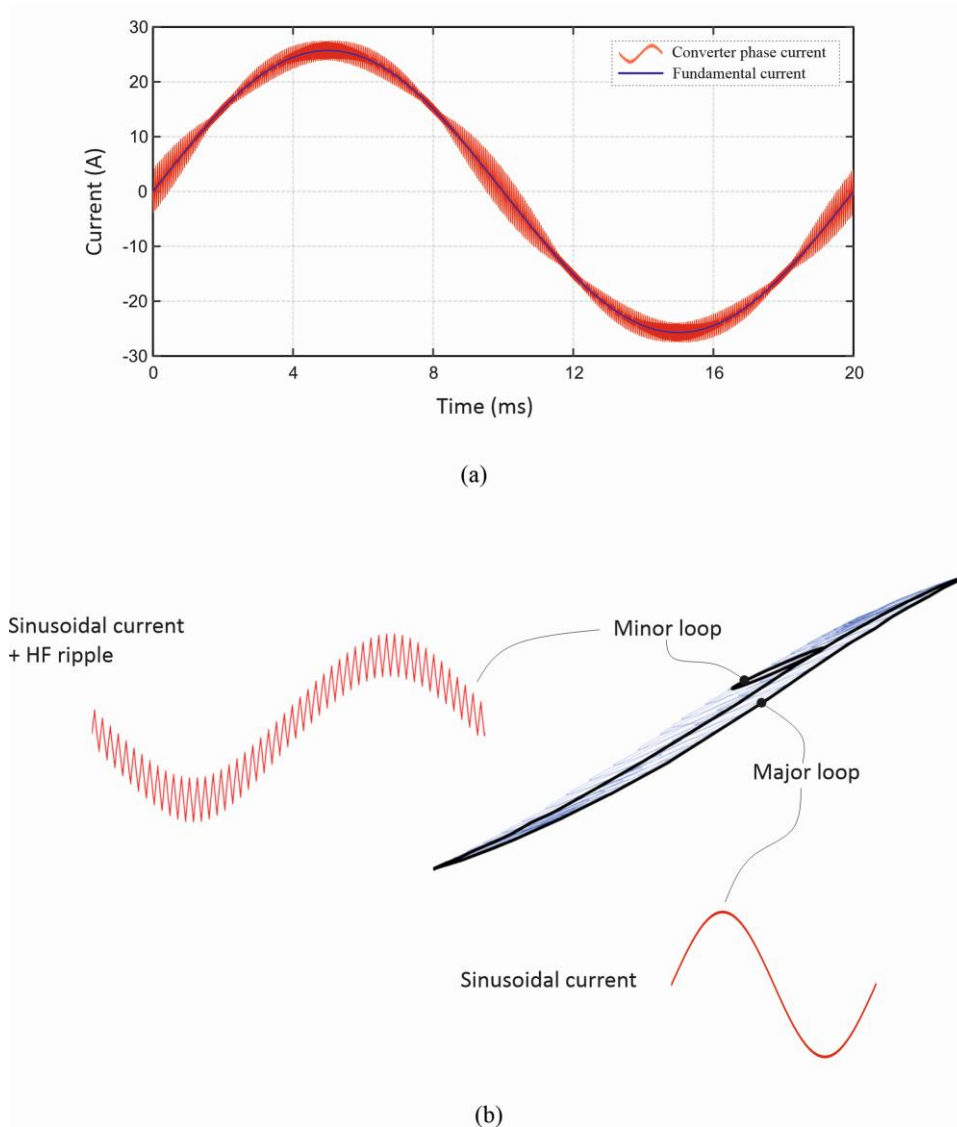 30
20
10
0
-10
-20
-30
Current (A)
Converter phase current
Fundamental current
0
4
8
12
16
20
Time (ms)
(a)
Sinusoidal current
+ HF ripple
Minor loop
Major loop
Sinusoidal current
(b)